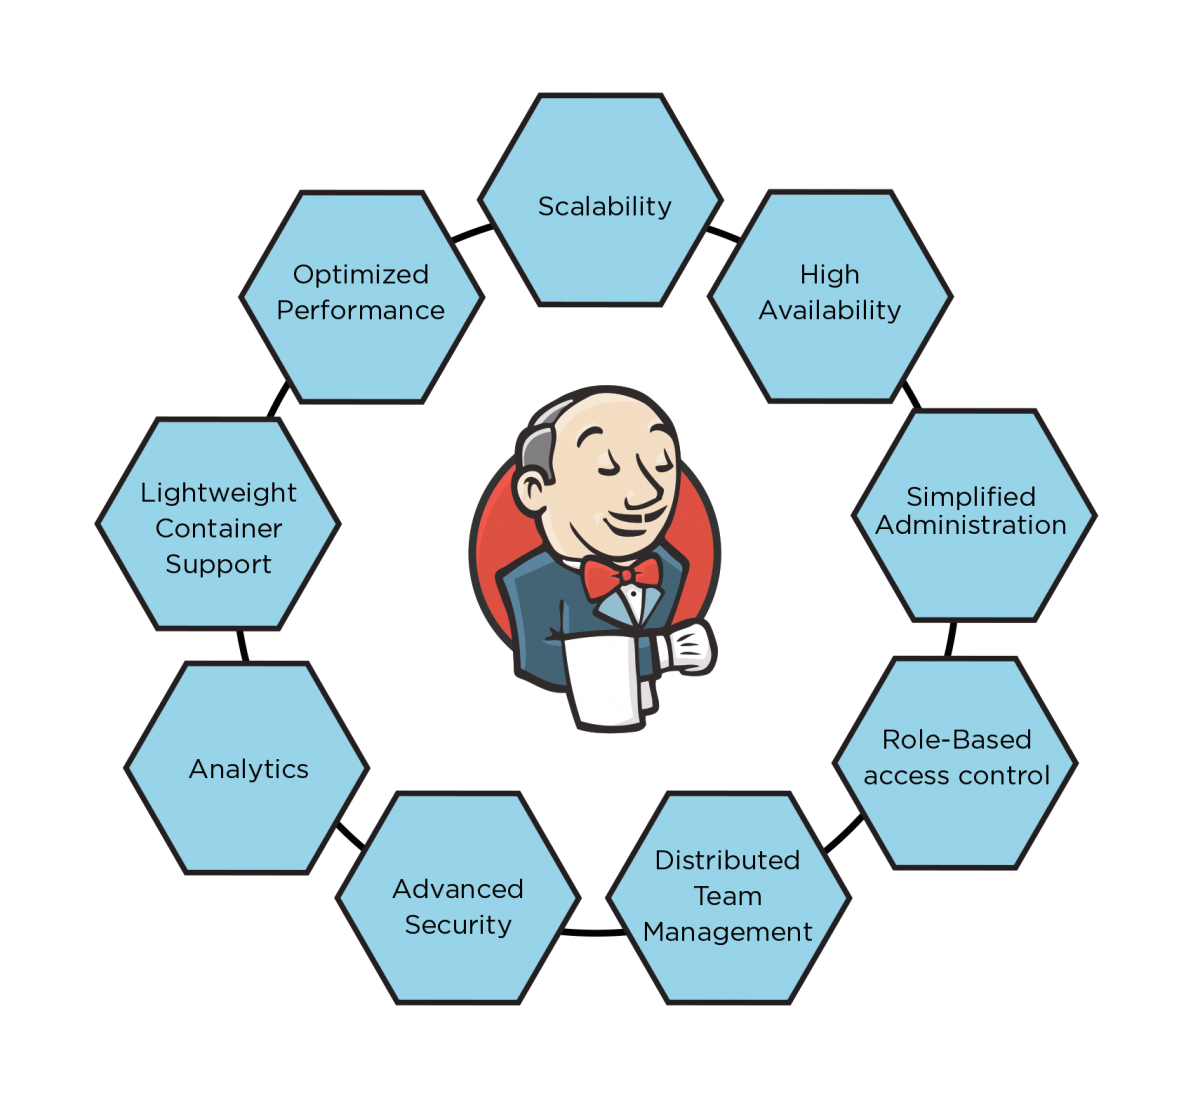 Scalability
High
Availability
Simplified
Administration
Role-Based
access control
Distributed
Team
Management
Advanced
Security
Analytics
Lightweight
Container
Support
Optimized
Performance